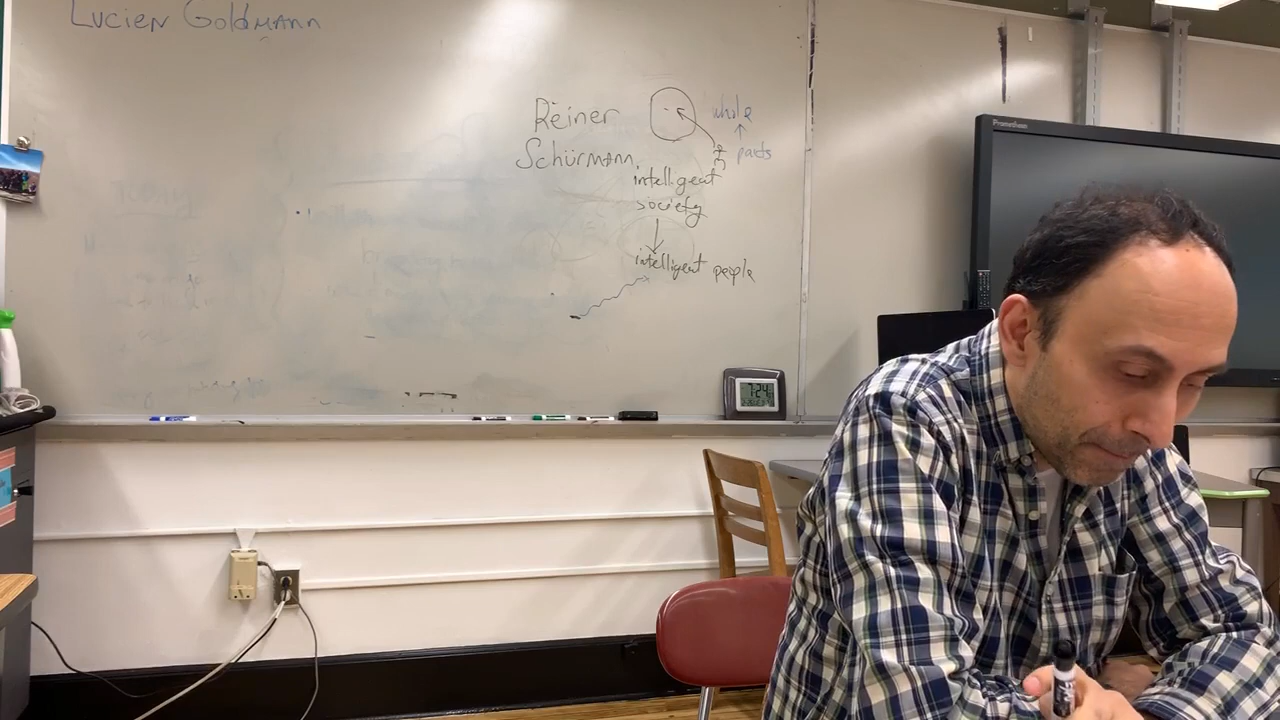 Lucien Goldmann
Reiner
Schürmann
whole
parts
intelligent
society
intelligent people
Promethean
7:24